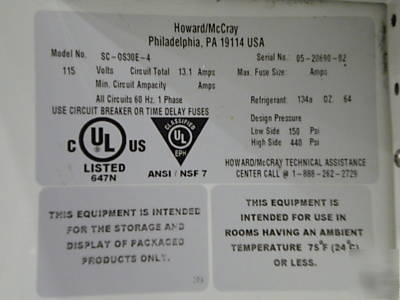 Howard/McCray
Philadelphia, PA 19114 USA
Model No. SC-OS30E-4 Serial No. 05-20690-02
115 Volts Circuit Total 13.1 Amps Max. Fuse Size: Amps
Min. Circuit Ampacity Amps
All Circuits 60 Hz, 1 Phase Refrigerant: 134a OZ. 64
USE CIRCUIT BREAKER OR TIME DELAY FUSES
Design Pressure
Low Side 150 Psi
High Side 440 Psi
C UL US
LISTED
647N
CLASSIFIED
UL
EPH
ANSI / NSF 7
HOWARD/McCRAY TECHNICAL ASSISTANCE
CENTER CALL @ 1-888-262-2729
THIS EQUIPMENT IS INTENDED
FOR THE STORAGE AND
DISPLAY OF PACKAGED
PRODUCTS ONLY.
THIS EQUIPMENT IS
INTENDED FOR USE IN
ROOMS HAVING AN AMBIENT
TEMPERATURE 75°F (24°C)
OR LESS.